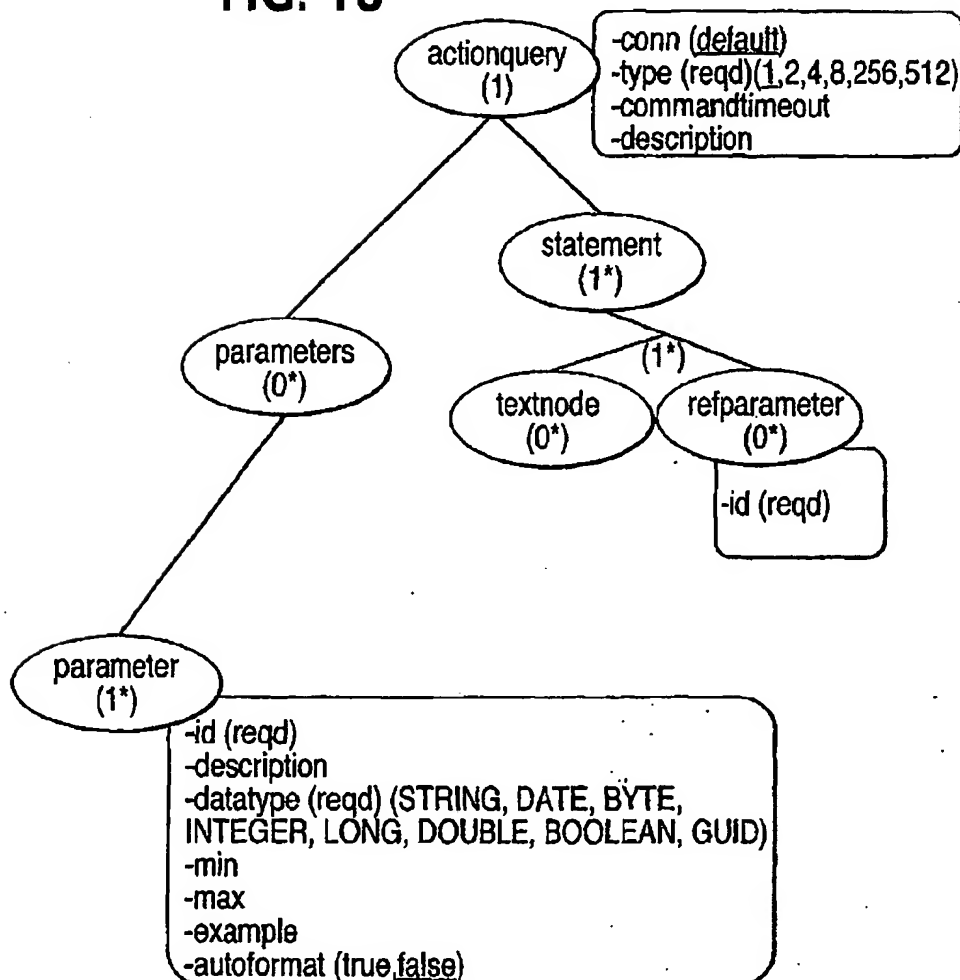 actionquery
(1)
-conn (default)
-type (reqd)(1,2,4,8,256,512)
-commandtimeout
-description
statement
(1*)
parameters
(0*)
(1*)
textnode
(0*)
refparameter
(0*)
-id (reqd)
parameter
(1*)
-id (reqd)
-description
-datatype (reqd) (STRING, DATE, BYTE,
INTEGER, LONG, DOUBLE, BOOLEAN, GUID)
-min
-max
-example
-autoformat (true,false)